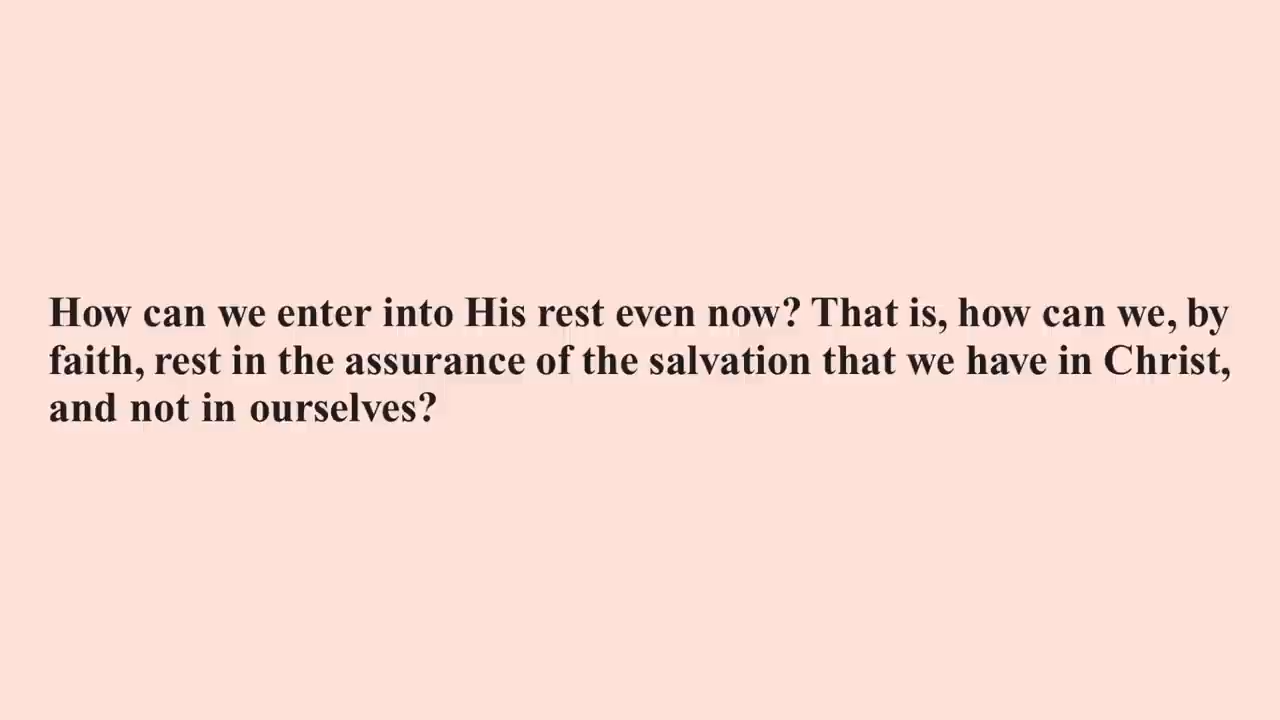 How can we enter into His rest even now? That is, how can we, by
faith, rest in the assurance of the salvation that we have in Christ,
and not in ourselves?